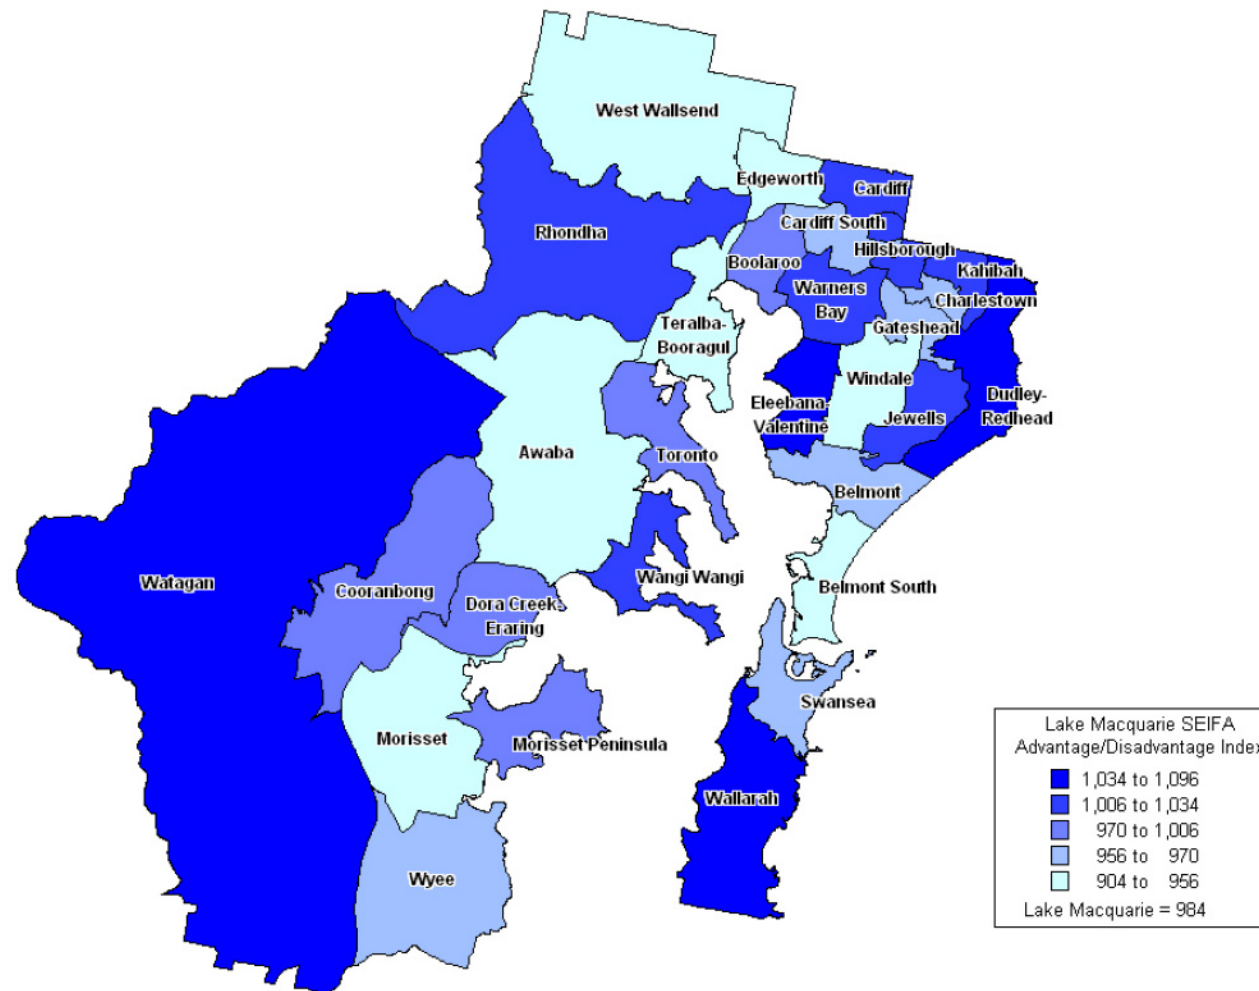 West Wallsend
Edgeworth
Cardiff
Cardiff South
Rhondha
Hillsborough
Boolaroo
Kahibah
Warners
Bay
Charlestown
Teralba-
Booragul
Gateshead
Windale
Eleebana-
Valentine
Dudley-
Redhead
Jewells
Awaba
Toronto
Belmont
Watagan
Cooranbong
Wangi Wangi
Belmont South
Dora Creek-
Eraring
Swansea
Morisset
Morisset Peninsula
Wallarah
Wyee
Lake Macquarie SEIFA
Advantage/Disadvantage Index
1,034 to 1,096
1,006 to 1,034
970 to 1,006
956 to 970
904 to 956
Lake Macquarie = 984